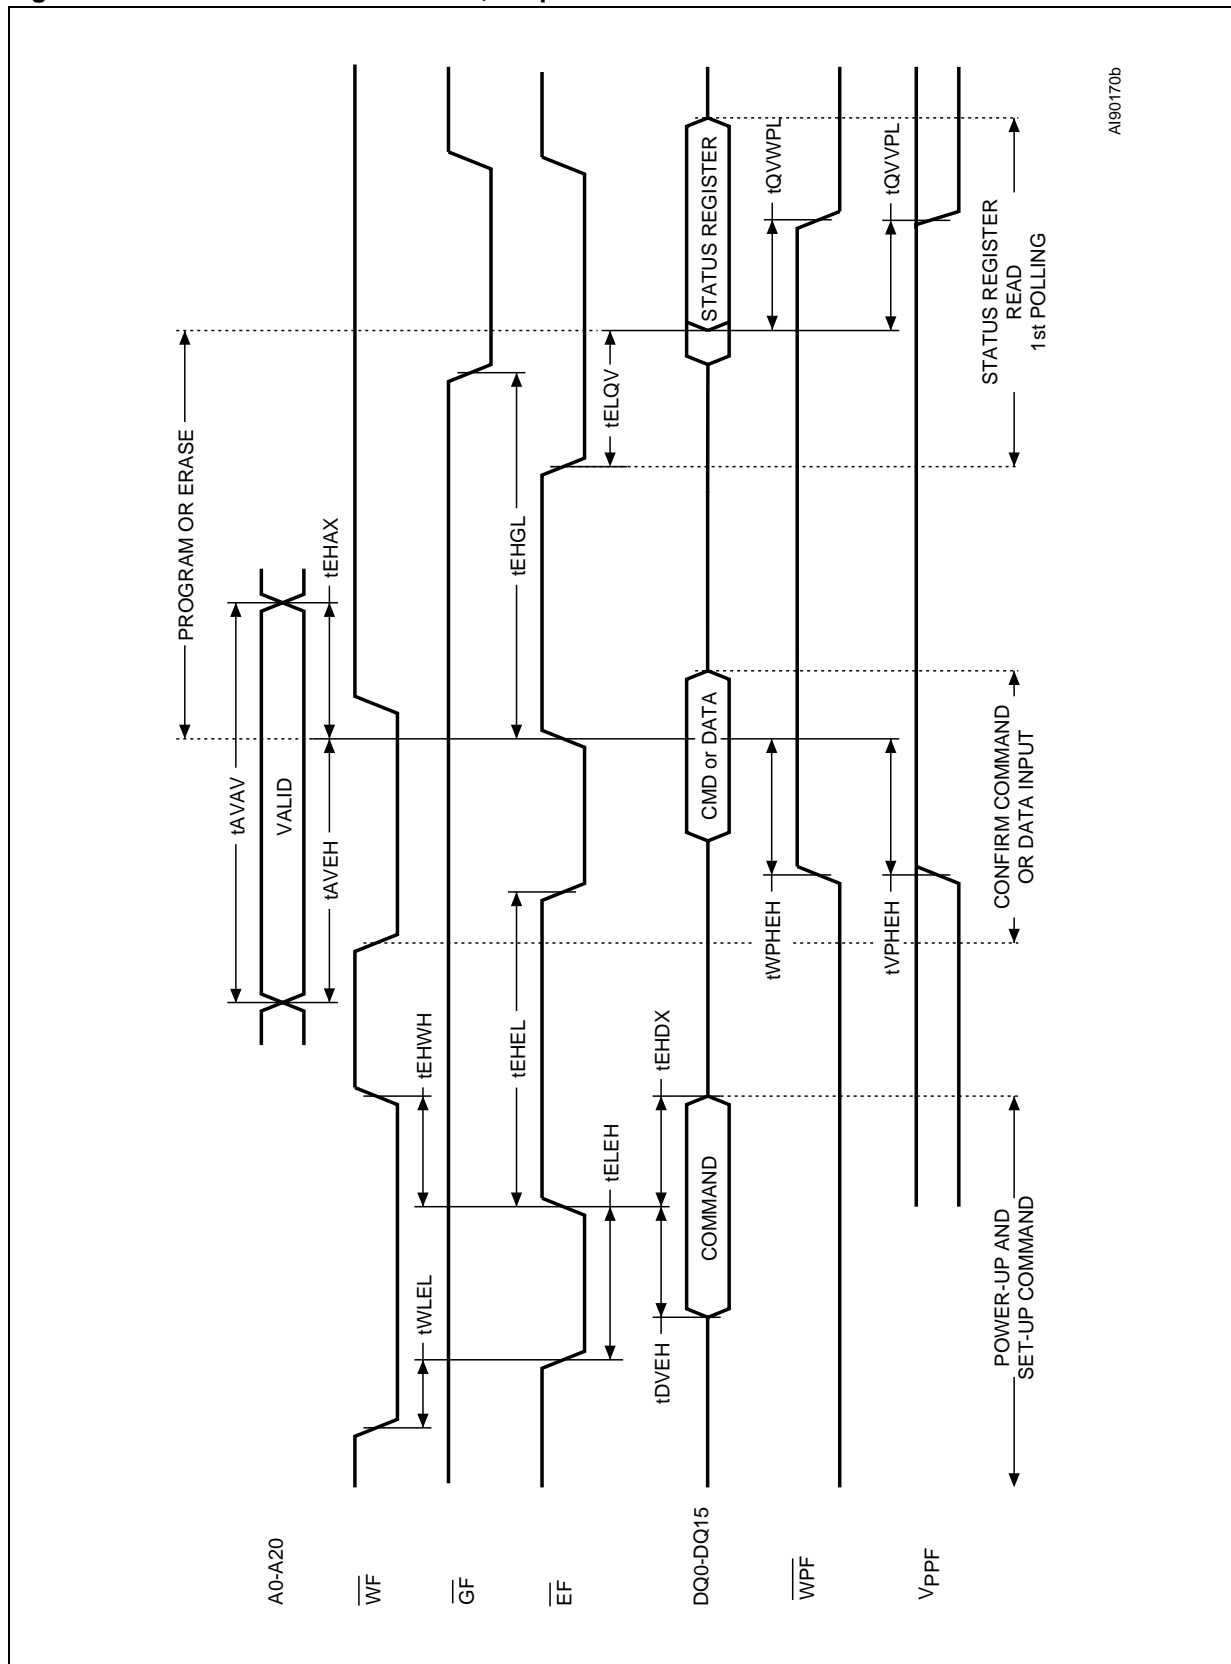 A0-A20
VALID
tAVAV
tAVEH
tEHAX
PROGRAM OR ERASE
WF
tWLEL
tEHWH
GF
tEHEL
tEHGL
EF
tELEH
tELQV
DQ0-DQ15
COMMAND
CMD or DATA
STATUS REGISTER
tDVEH
tEHDX
WPF
tWPHEH
tQVWPL
VPPF
tVPHEH
tQVVPL
POWER-UP AND
SET-UP COMMAND
CONFIRM COMMAND
OR DATA INPUT
STATUS REGISTER
READ
1st POLLING
AI90170b